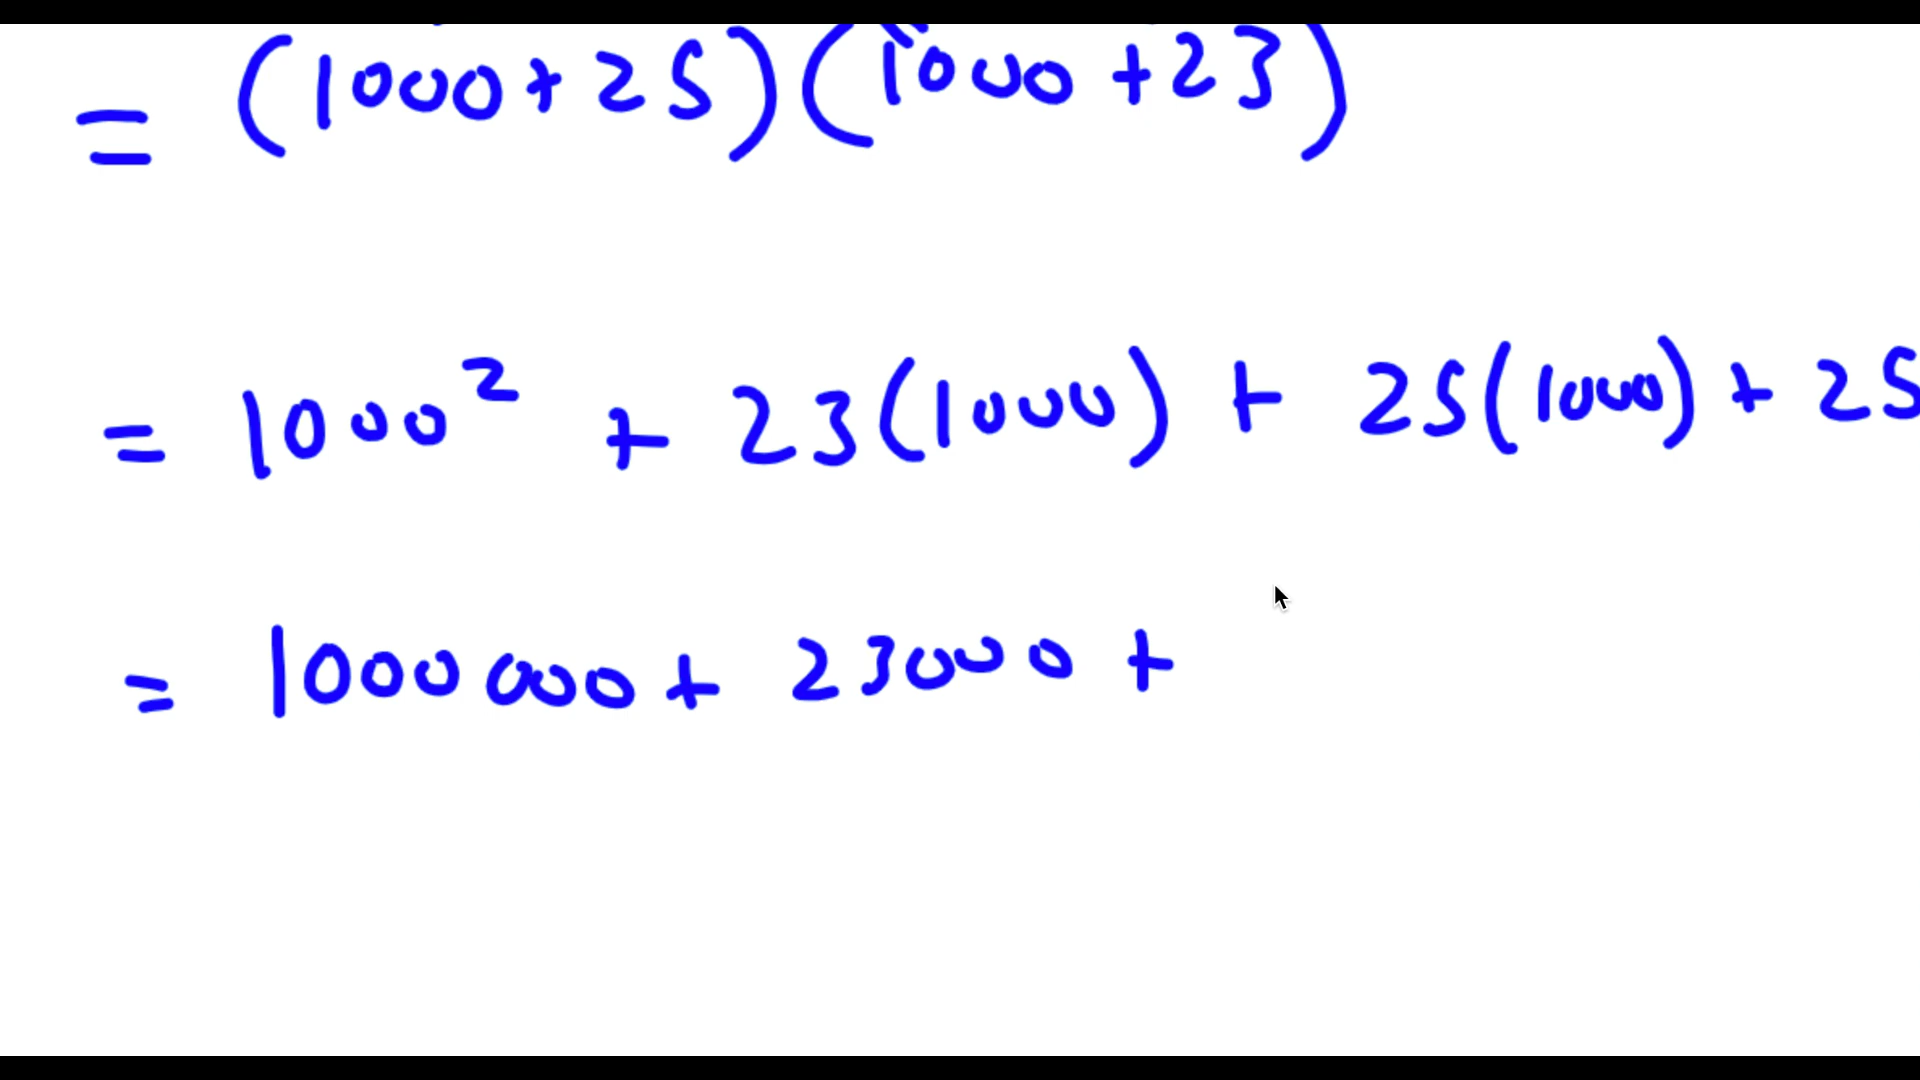 = (1000+25)(1000+23)
= 1000² + 23(1000) + 25(1000) + 25
= 1000000 + 23000 +